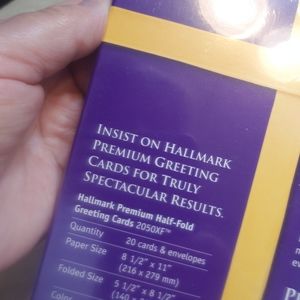 INSIST ON HALLMARK
PREMIUM GREETING
CARDS FOR TRULY
SPECTACULAR RESULTS.
Hallmark Premium Half-Fold
Greeting Cards 2050XF™
Quantity 20 cards & envelopes
Paper Size 8 1/2" x 11"
(216 x 279 mm)
Folded Size 5 1/2" x 8 1/2"